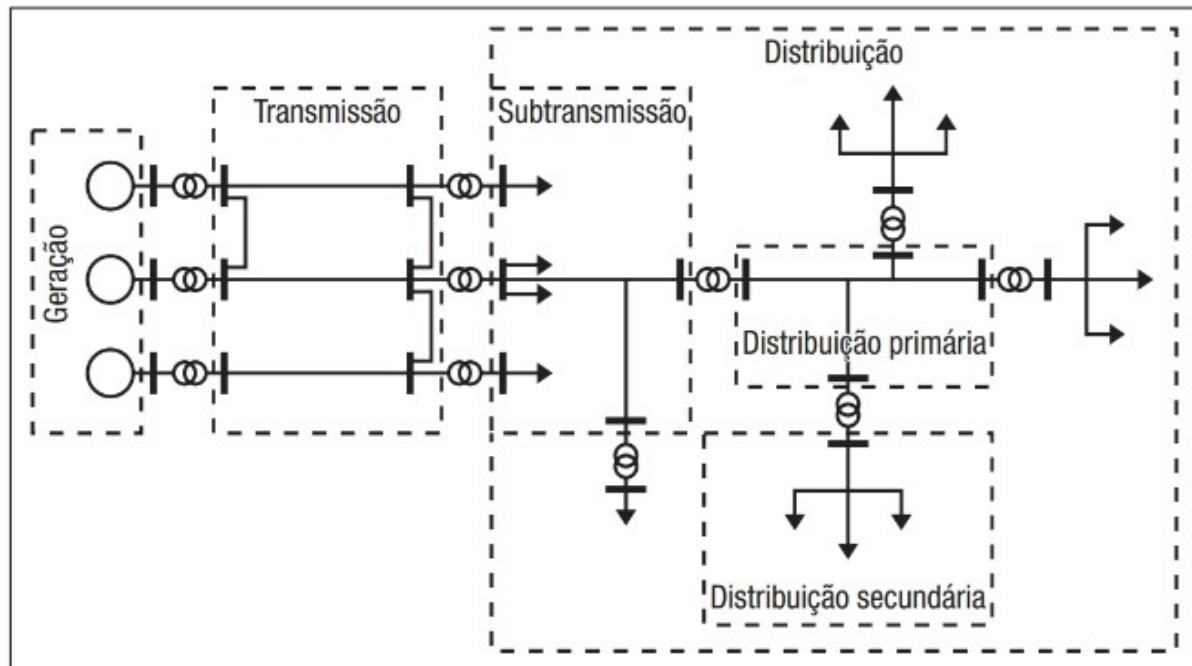 Distribuição
Transmissão
Subtransmissão
Geração
Distribuição primária
Distribuição secundária